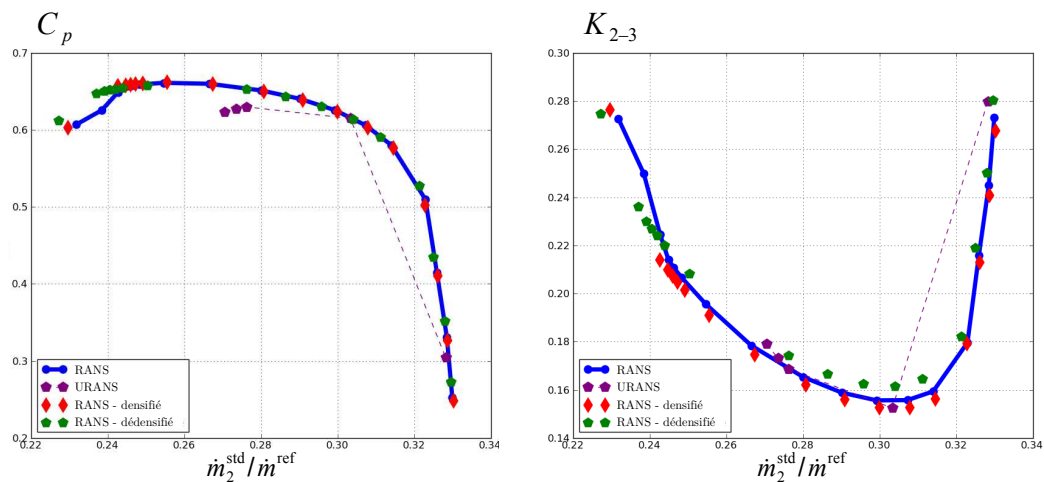 C_p
0.7
0.6
0.5
0.4
0.3
0.2
0.22 0.24 0.26 0.28 0.30 0.32 0.34
RANS
URANS
RANS - densifié
RANS - dédensifié
ṁ₂^std/ṁ^ref
K_2–3
0.30
0.28
0.26
0.24
0.22
0.20
0.18
0.16
0.14
0.22 0.24 0.26 0.28 0.30 0.32 0.34
RANS
URANS
RANS - densifié
RANS - dédensifié
ṁ₂^std/ṁ^ref